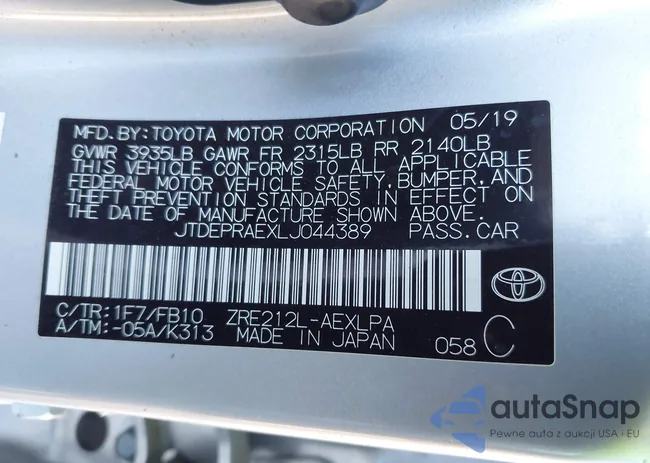 MFD.BY:TOYOTA MOTOR CORPORATION 05/19
GVWR 3935LB GAWR FR 2315LB RR 2140LB
THIS VEHICLE CONFORMS TO ALL APPLICABLE
FEDERAL MOTOR VEHICLE SAFETY, BUMPER, AND
THEFT PREVENTION STANDARDS IN EFFECT ON
THE DATE OF MANUFACTURE SHOWN ABOVE.
JTDEPRAEXLJ044389 PASS.CAR
C/TR:1F7/FB10 ZRE212L-AEXLPA
A/TM:-05A/K313 MADE IN JAPAN 058 C
autaSnap
Pewne auta z aukcji USA i EU